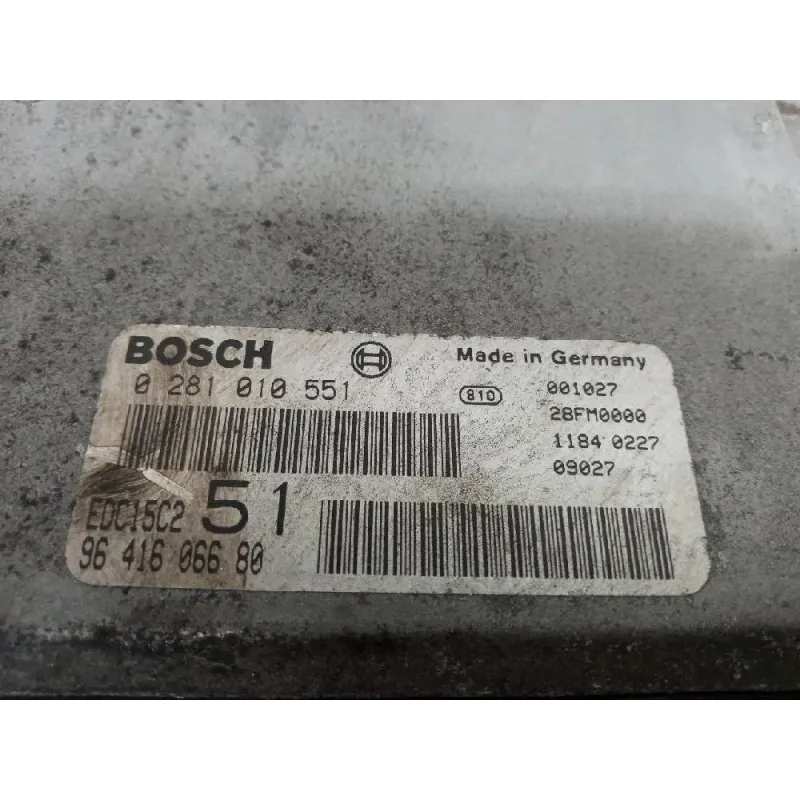 BOSCH
Made in Germany
0 281 010 551
810
001027
28FM0000
1184 0227
09027
EDC15C2 51
96 416 066 80